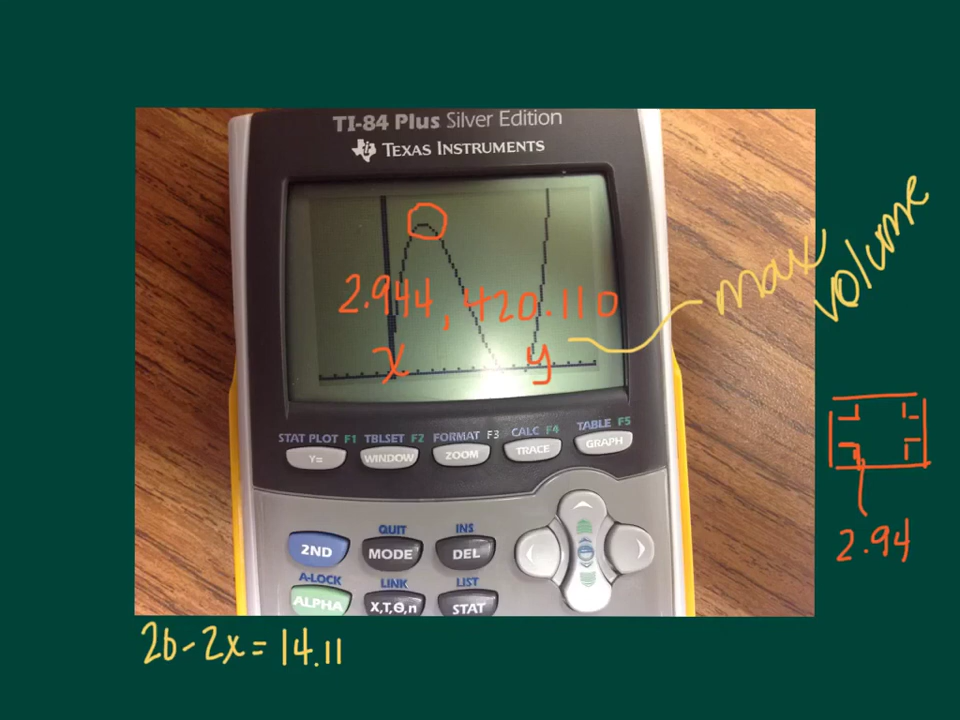 TI-84 Plus Silver Edition
TEXAS INSTRUMENTS
2.944, 420.110
x y
max
volume
STAT PLOT F1 TBLSET F2 FORMAT F3 CALC F4 TABLE F5
Y= WINDOW ZOOM TRACE GRAPH
QUIT INS
2ND MODE DEL
A-LOCK LINK LIST
ALPHA X,T,Θ,n STAT
2.94
20-2x=14.11